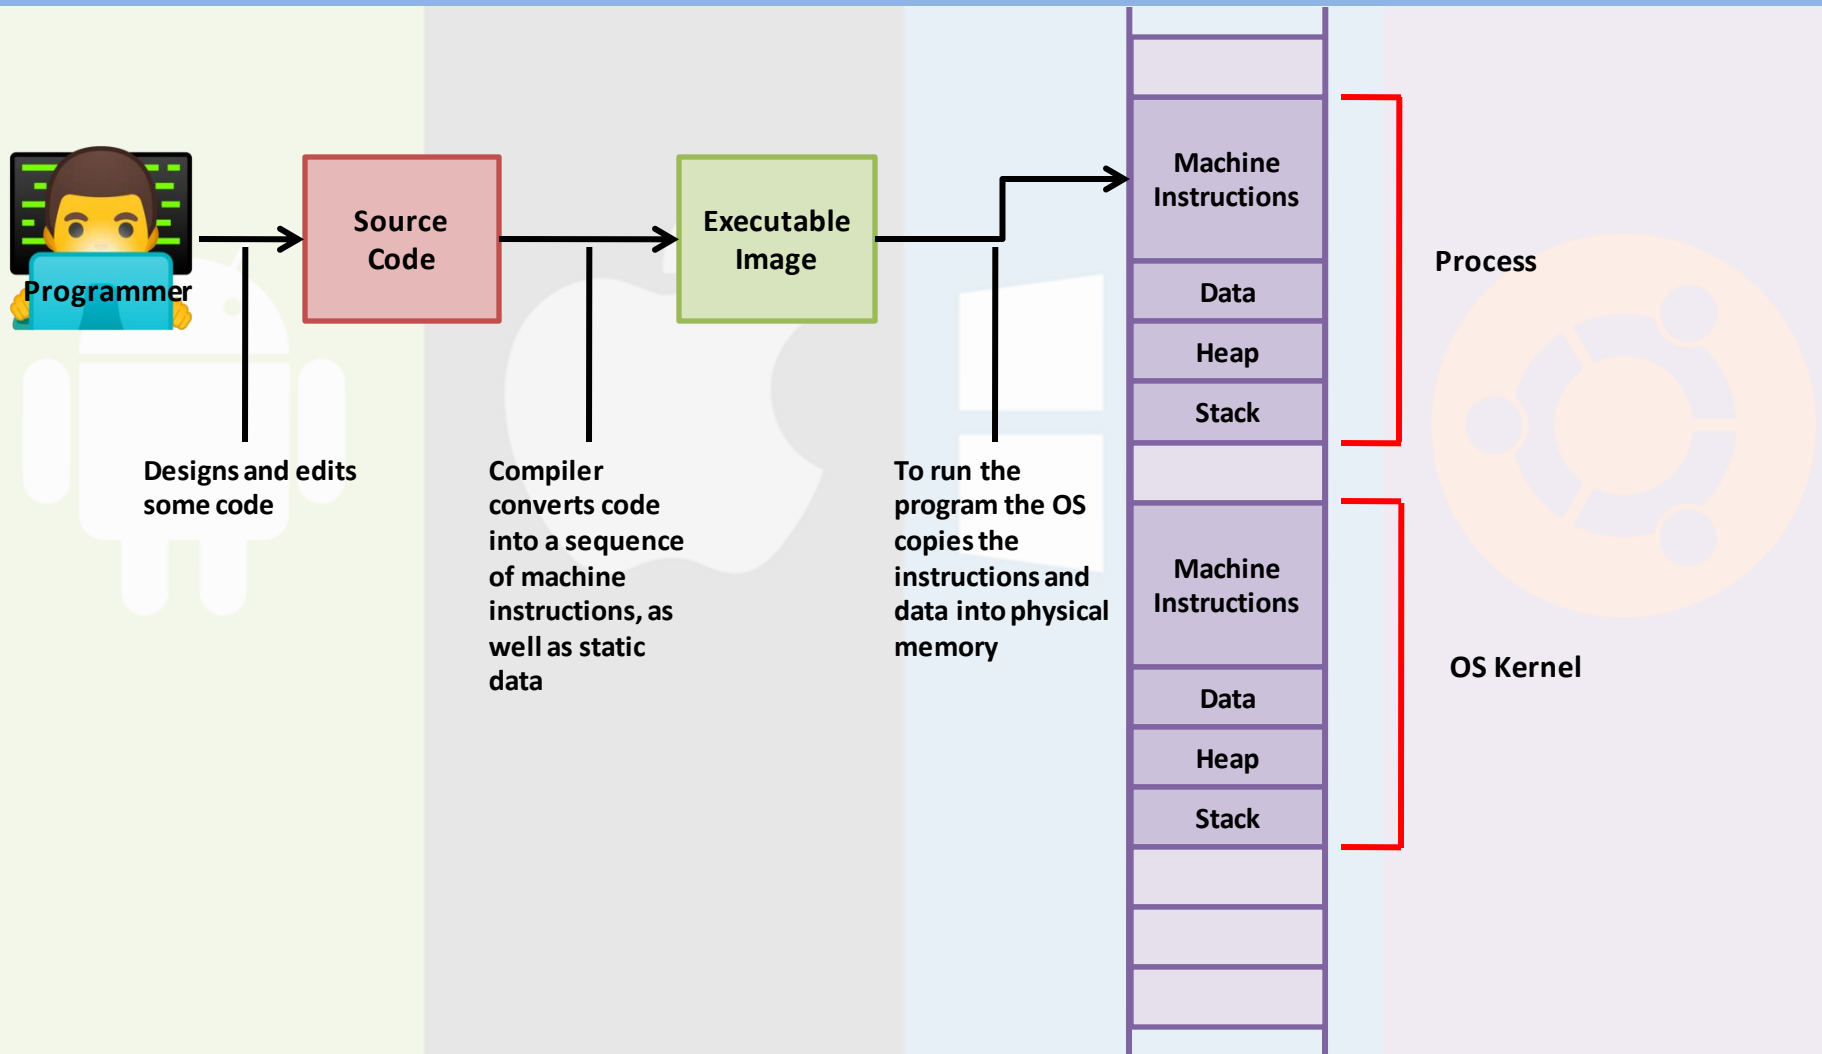 Programmer
Source
Code
Executable
Image
Designs and edits
some code
Compiler
converts code
into a sequence
of machine
instructions, as
well as static
data
To run the
program the OS
copies the
instructions and
data into physical
memory
Machine
Instructions
Data
Heap
Stack
Process
Machine
Instructions
Data
Heap
Stack
OS Kernel